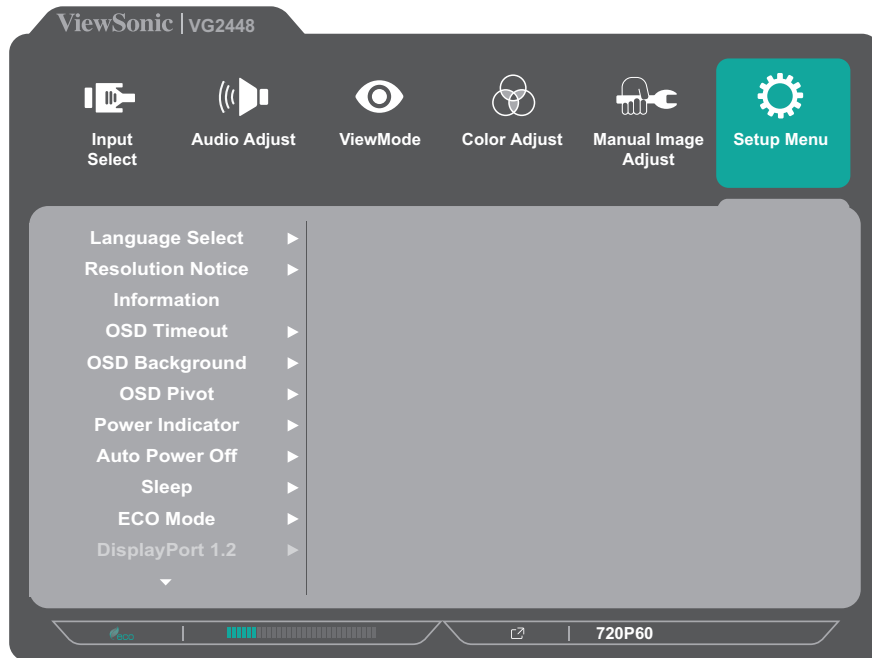 ViewSonic | VG2448
Input
Select
Audio Adjust
ViewMode
Color Adjust
Manual Image
Adjust
Setup Menu
Language Select
Resolution Notice
Information
OSD Timeout
OSD Background
OSD Pivot
Power Indicator
Auto Power Off
Sleep
ECO Mode
DisplayPort 1.2
eco
720P60